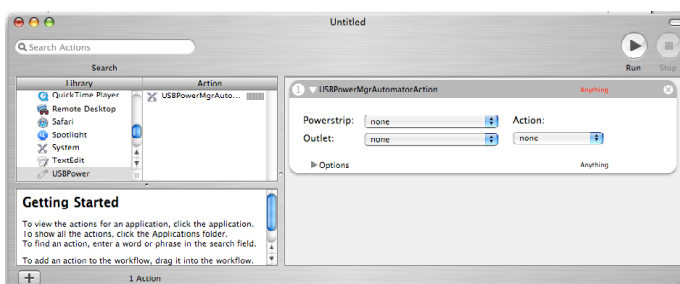 Untitled
Search Actions
Search
Run Stop
Library Action
QuickTime Player
Remote Desktop
Safari
Spotlight
System
TextEdit
USBPower
USBPowerMgrAuto...
1 USBPowerMgrAutomatorAction Anything
Powerstrip: none Action:
Outlet: none none
Options Anything
Getting Started
To view the actions for an application, click the application.
To show all the actions, click the Applications folder.
To find an action, enter a word or phrase in the search field.
To add an action to the workflow, drag it into the workflow.
1 Action